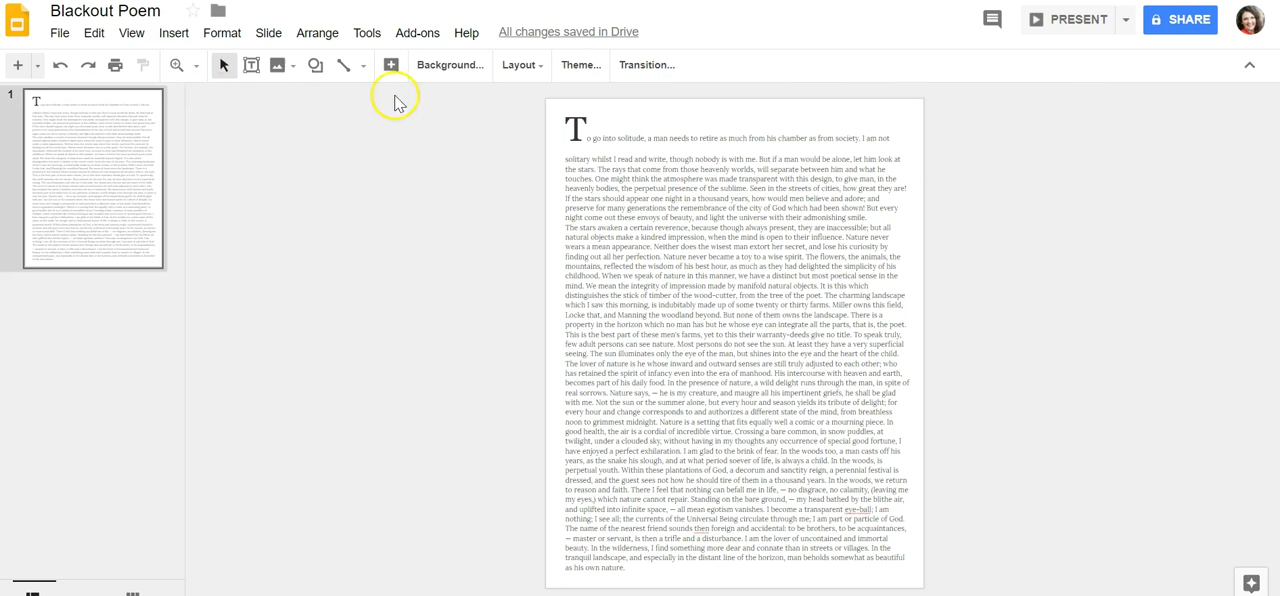 Blackout Poem
File Edit View Insert Format Slide Arrange Tools Add-ons Help All changes saved in Drive
PRESENT SHARE
Background... Layout Theme... Transition...
1
To go into solitude, a man needs to retire as much from his chamber as from society. I am not
solitary whilst I read and write, though nobody is with me. But if a man would be alone, let him look at
the stars. The rays that come from those heavenly worlds, will separate between him and what he
touches. One might think the atmosphere was made transparent with this design, to give man, in the
heavenly bodies, the perpetual presence of the sublime. Seen in the streets of cities, how great they are!
If the stars should appear one night in a thousand years, how would men believe and adore; and
preserve for many generations the remembrance of the city of God which had been shown! But every
night come out these envoys of beauty, and light the universe with their admonishing smile.
The stars awaken a certain reverence, because though always present, they are inaccessible; but all
natural objects make a kindred impression, when the mind is open to their influence. Nature never
wears a mean appearance. Neither does the wisest man extort her secret, and lose his curiosity by
finding out all her perfection. Nature never became a toy to a wise spirit. The flowers, the animals, the
mountains, reflected the wisdom of his best hour, as much as they had delighted the simplicity of his
childhood. When we speak of nature in this manner, we have a distinct but most poetical sense in the
mind. We mean the integrity of impression made by manifold natural objects. It is this which
distinguishes the stick of timber of the wood-cutter, from the tree of the poet. The charming landscape
which I saw this morning, is indubitably made up of some twenty or thirty farms. Miller owns this field,
Locke that, and Manning the woodland beyond. But none of them owns the landscape. There is a
property in the horizon which no man has but he whose eye can integrate all the parts, that is, the poet.
This is the best part of these men's farms, yet to this their warranty-deeds give no title. To speak truly,
few adult persons can see nature. Most persons do not see the sun. At least they have a very superficial
seeing. The sun illuminates only the eye of the man, but shines into the eye and the heart of the child.
The lover of nature is he whose inward and outward senses are still truly adjusted to each other; who
has retained the spirit of infancy even into the era of manhood. His intercourse with heaven and earth,
becomes part of his daily food. In the presence of nature, a wild delight runs through the man, in spite of
real sorrows. Nature says, — he is my creature, and maugre all his impertinent griefs, he shall be glad
with me. Not the sun or the summer alone, but every hour and season yields its tribute of delight; for
every hour and change corresponds to and authorizes a different state of the mind, from breathless
noon to grimmest midnight. Nature is a setting that fits equally well a comic or a mourning piece. In
good health, the air is a cordial of incredible virtue. Crossing a bare common, in snow puddles, at
twilight, under a clouded sky, without having in my thoughts any occurrence of special good fortune, I
have enjoyed a perfect exhilaration. I am glad to the brink of fear. In the woods too, a man casts off his
years, as the snake his slough, and at what period soever of life, is always a child. In the woods, is
perpetual youth. Within these plantations of God, a decorum and sanctity reign, a perennial festival is
dressed, and the guest sees not how he should tire of them in a thousand years. In the woods, we return
to reason and faith. There I feel that nothing can befall me in life, — no disgrace, no calamity, (leaving me
my eyes,) which nature cannot repair. Standing on the bare ground, — my head bathed by the blithe air,
and uplifted into infinite space, — all mean egotism vanishes. I become a transparent eye-ball; I am
nothing; I see all; the currents of the Universal Being circulate through me; I am part or particle of God.
The name of the nearest friend sounds then foreign and accidental: to be brothers, to be acquaintances,
— master or servant, is then a trifle and a disturbance. I am the lover of uncontained and immortal
beauty. In the wilderness, I find something more dear and connate than in streets or villages. In the
tranquil landscape, and especially in the distant line of the horizon, man beholds somewhat as beautiful
as his own nature.